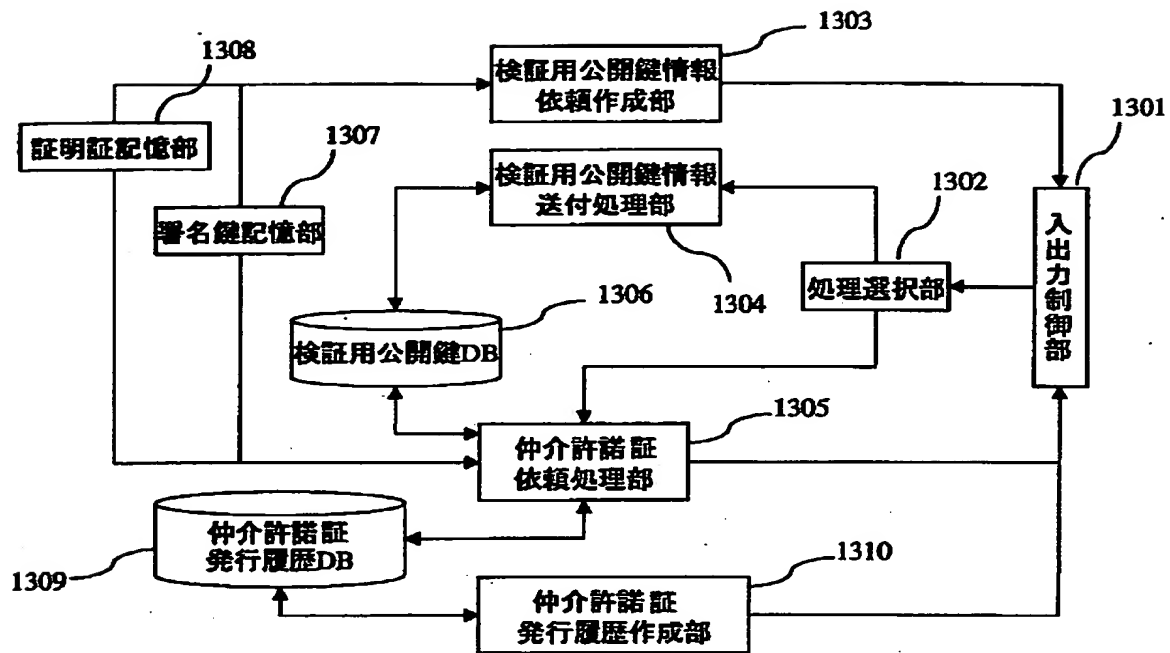 1303
1308
検証用公開鍵情報
依頼作成部
1301
証明証記憶部
1307
検証用公開鍵情報
送付処理部
1302
署名鍵記憶部
入出力制御部
処理選択部
1304
1306
検証用公開鍵DB
1305
仲介許諾証
依頼処理部
仲介許諾証
発行履歴DB
1309
1310
仲介許諾証
発行履歴作成部